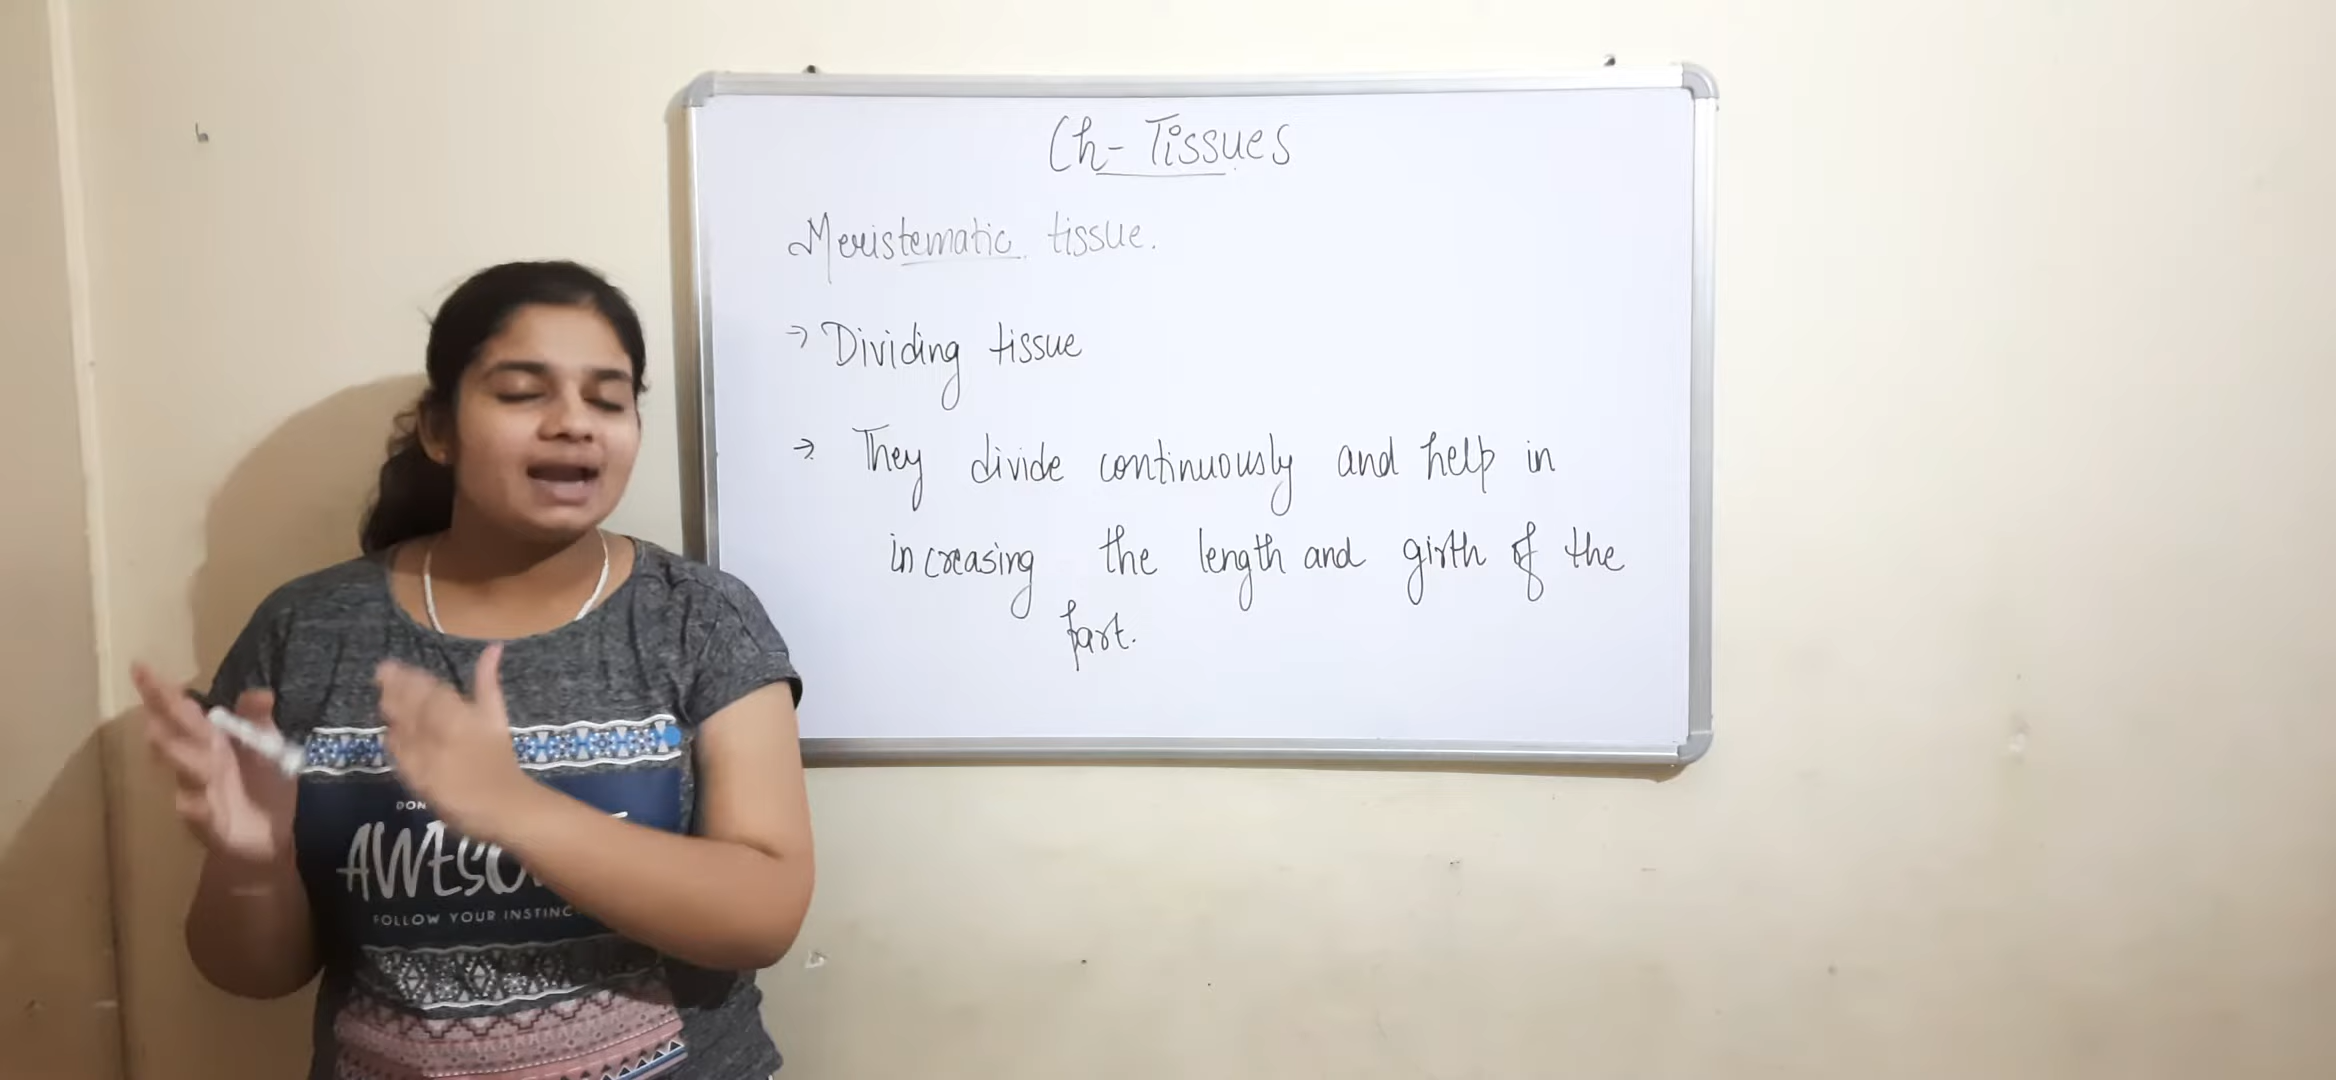 Ch- Tissues
Meristematic tissue.
→ Dividing tissue
→ They divide continuously and help in
increasing the length and girth of the
part.
DON
AWESO
FOLLOW YOUR INSTINC